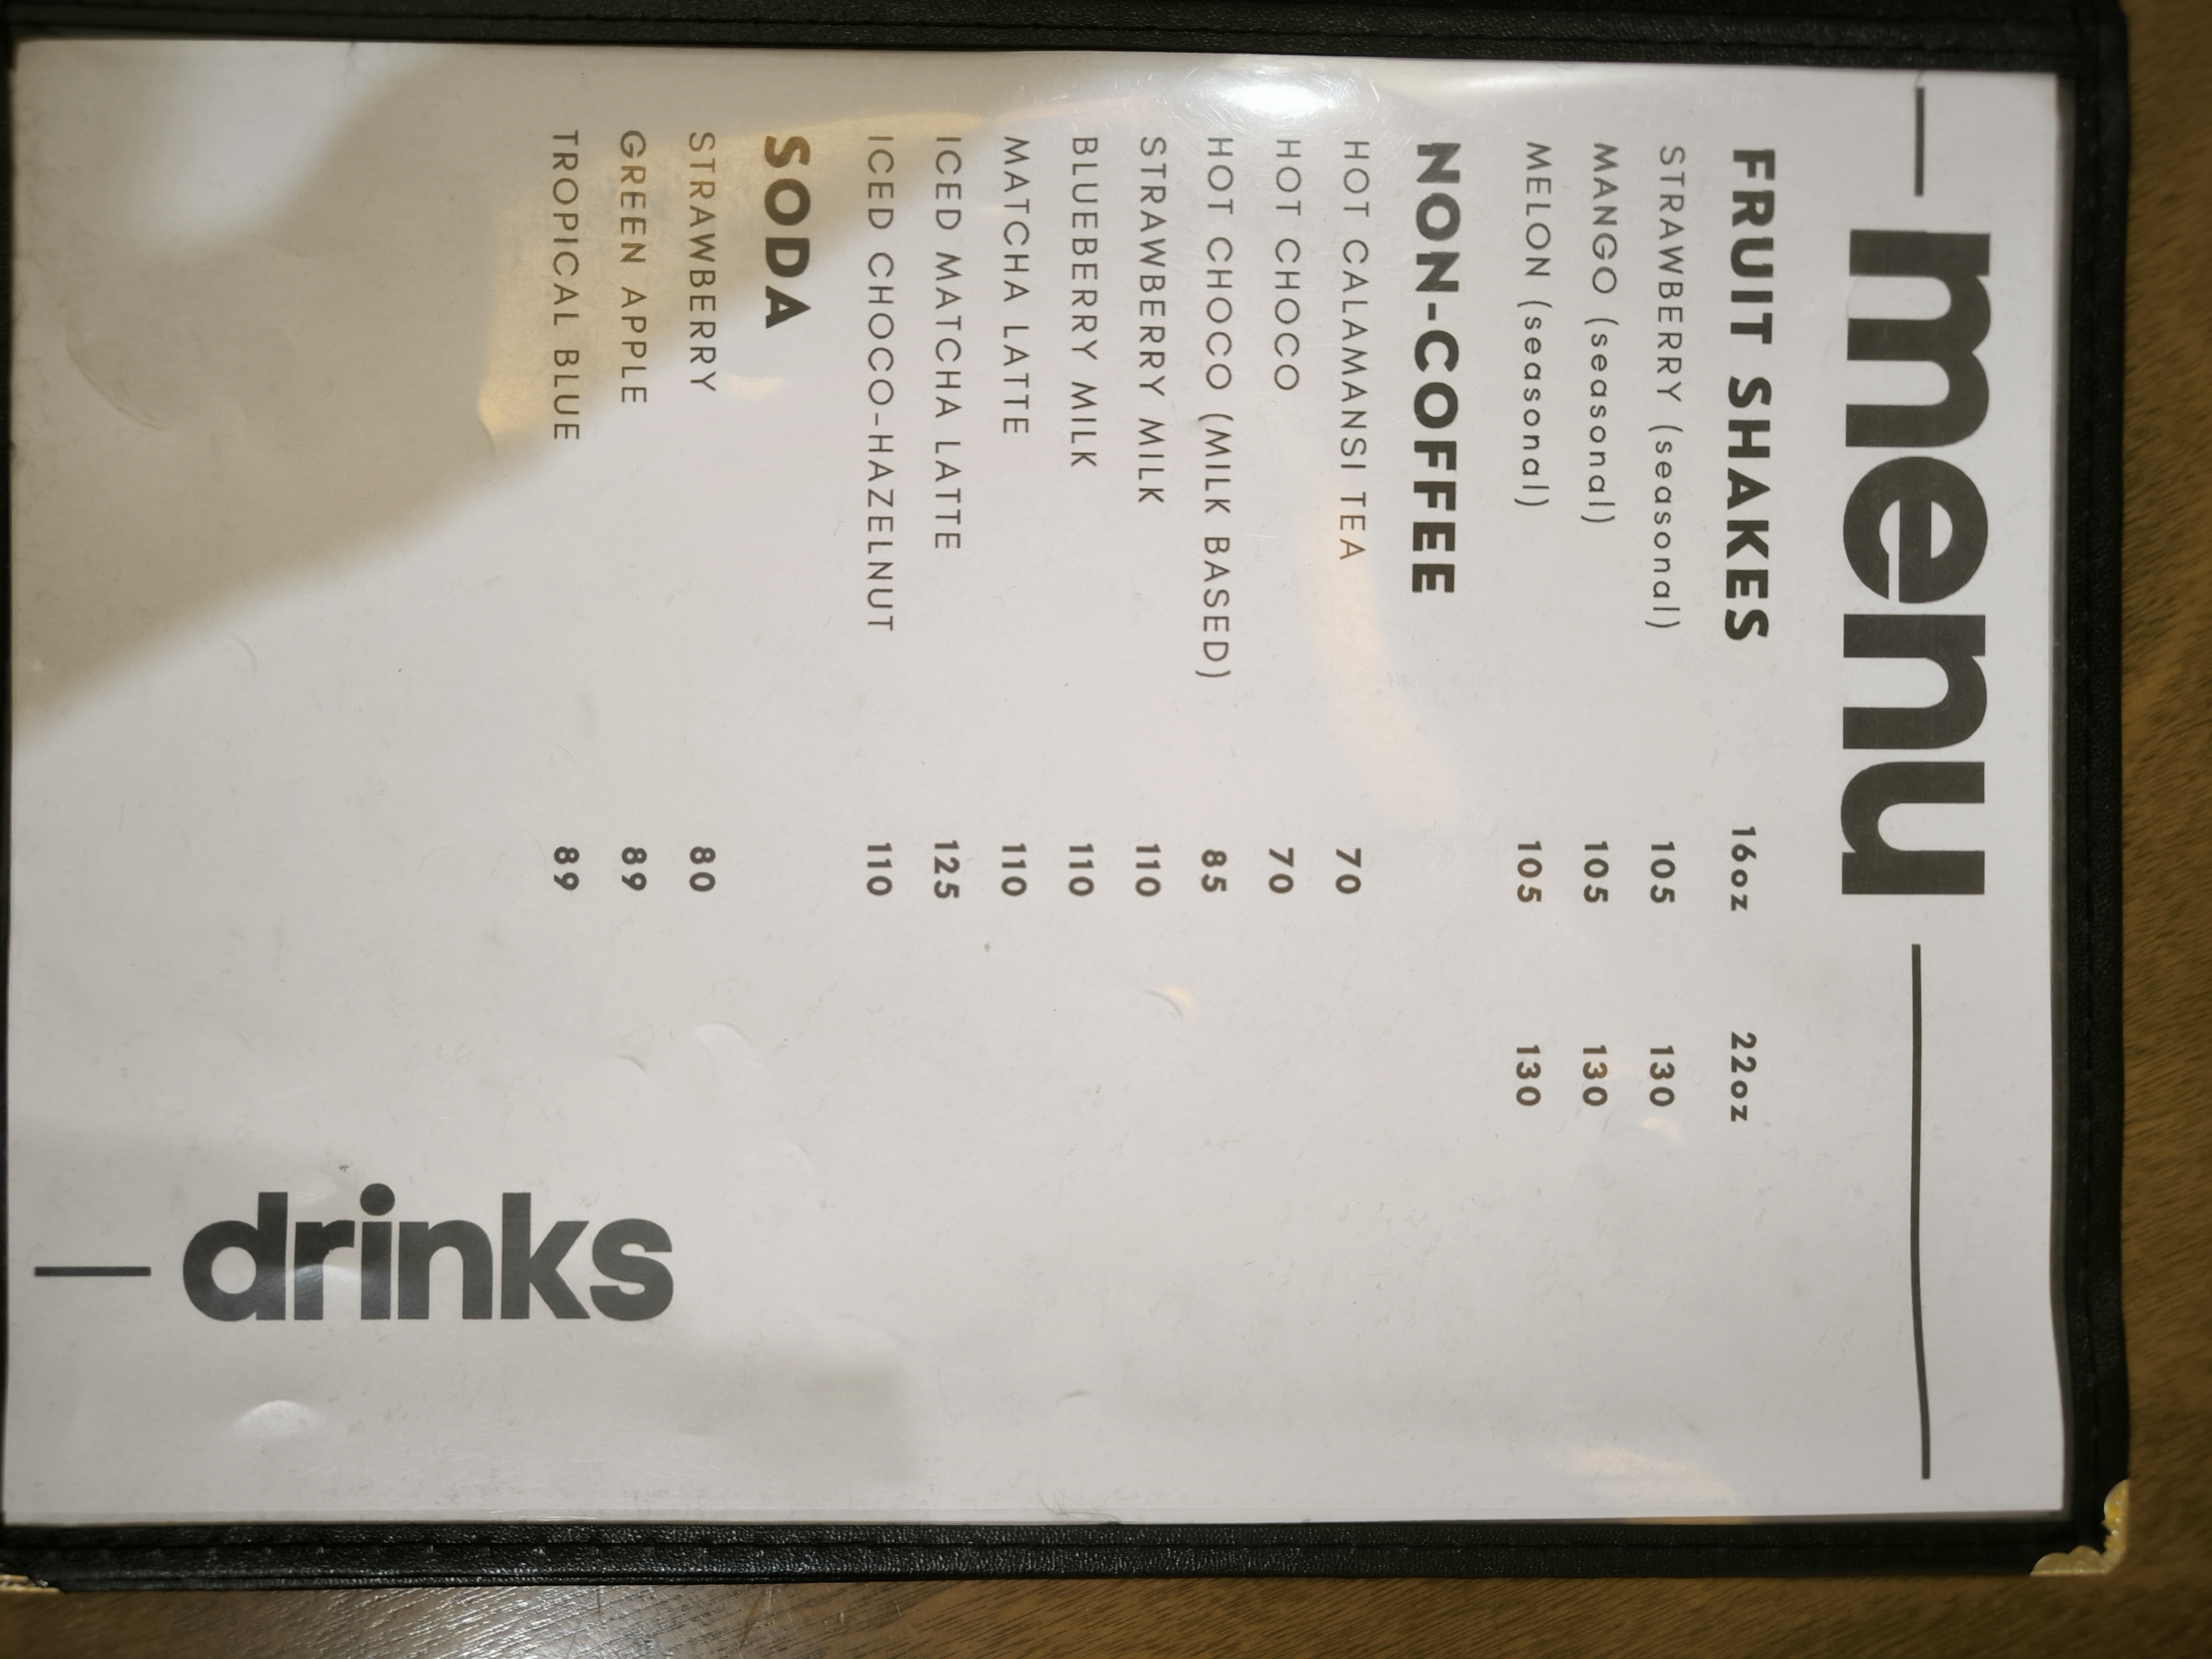 menu
FRUIT SHAKES 16oz 22oz
STRAWBERRY (seasonal) 105 130
MANGO (seasonal) 105 130
MELON (seasonal) 105 130
NON-COFFEE
HOT CALAMANSI TEA 70
HOT CHOCO 70
HOT CHOCO (MILK BASED) 85
STRAWBERRY MILK 110
BLUEBERRY MILK 110
MATCHA LATTE 110
ICED MATCHA LATTE 125
ICED CHOCO-HAZELNUT 110
SODA
STRAWBERRY 80
GREEN APPLE 89
TROPICAL BLUE 89
drinks